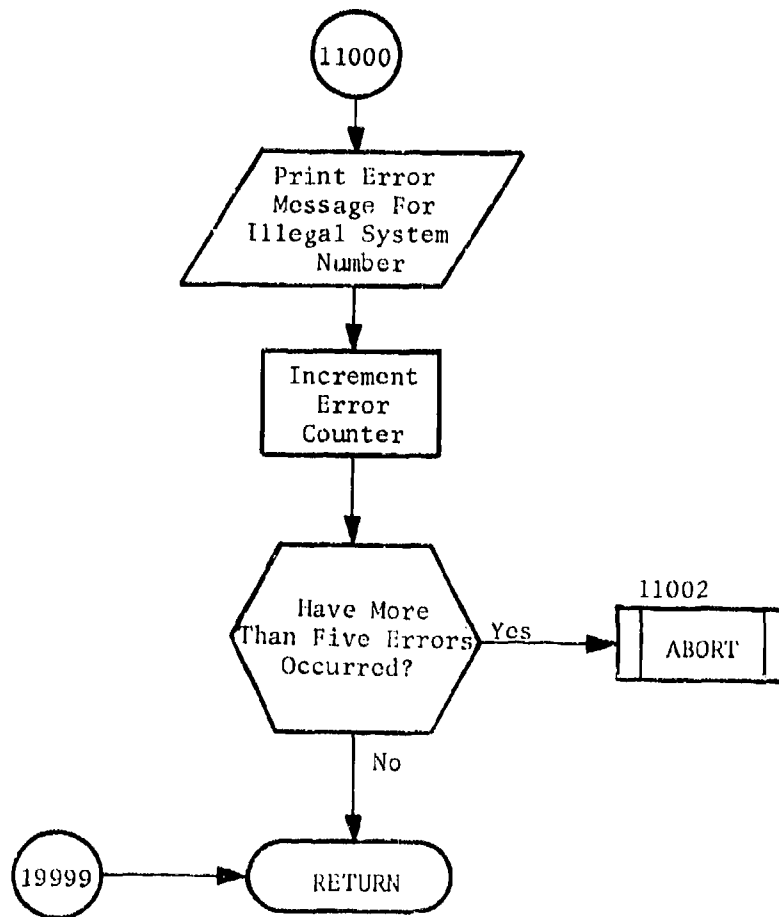 11000
Print Error
Message For
Illegal System
Number
Increment
Error
Counter
Have More
Than Five Errors
Occurred?
Yes
11002
ABORT
No
19999
RETURN